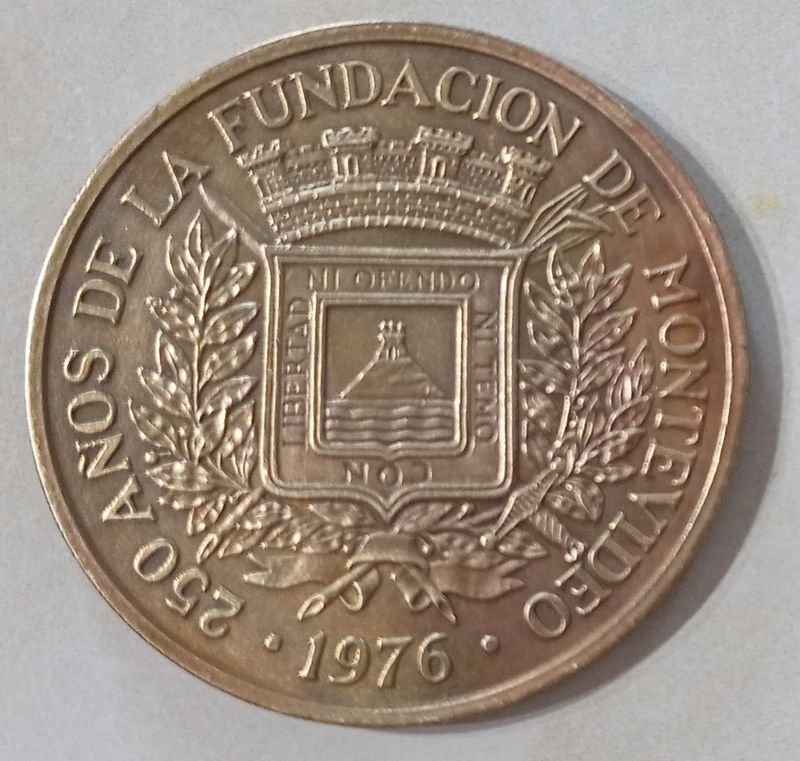 250 AÑOS DE LA FUNDACION DE MONTEVIDEO
· 1976 ·
CON
LIBERTAD
NI OFENDO
NI TEMO